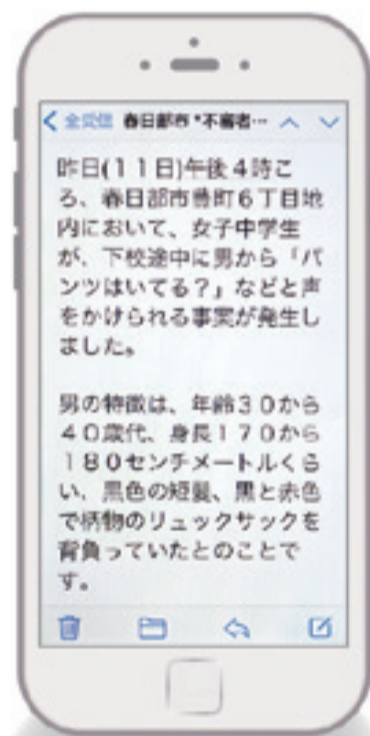 全受信 春日部市*不審者…
昨日(11日)午後4時こ
ろ、春日部市豊町6丁目地
内において、女子中学生
が、下校途中に男から「パ
ンツはいてる?」などと声
をかけられる事実が発生し
ました。
男の特徴は、年齢30から
40歳代、身長170から
180センチメートルくら
い、黒色の短髪、黒と赤色
で柄物のリュックサックを
背負っていたとのことで
す。